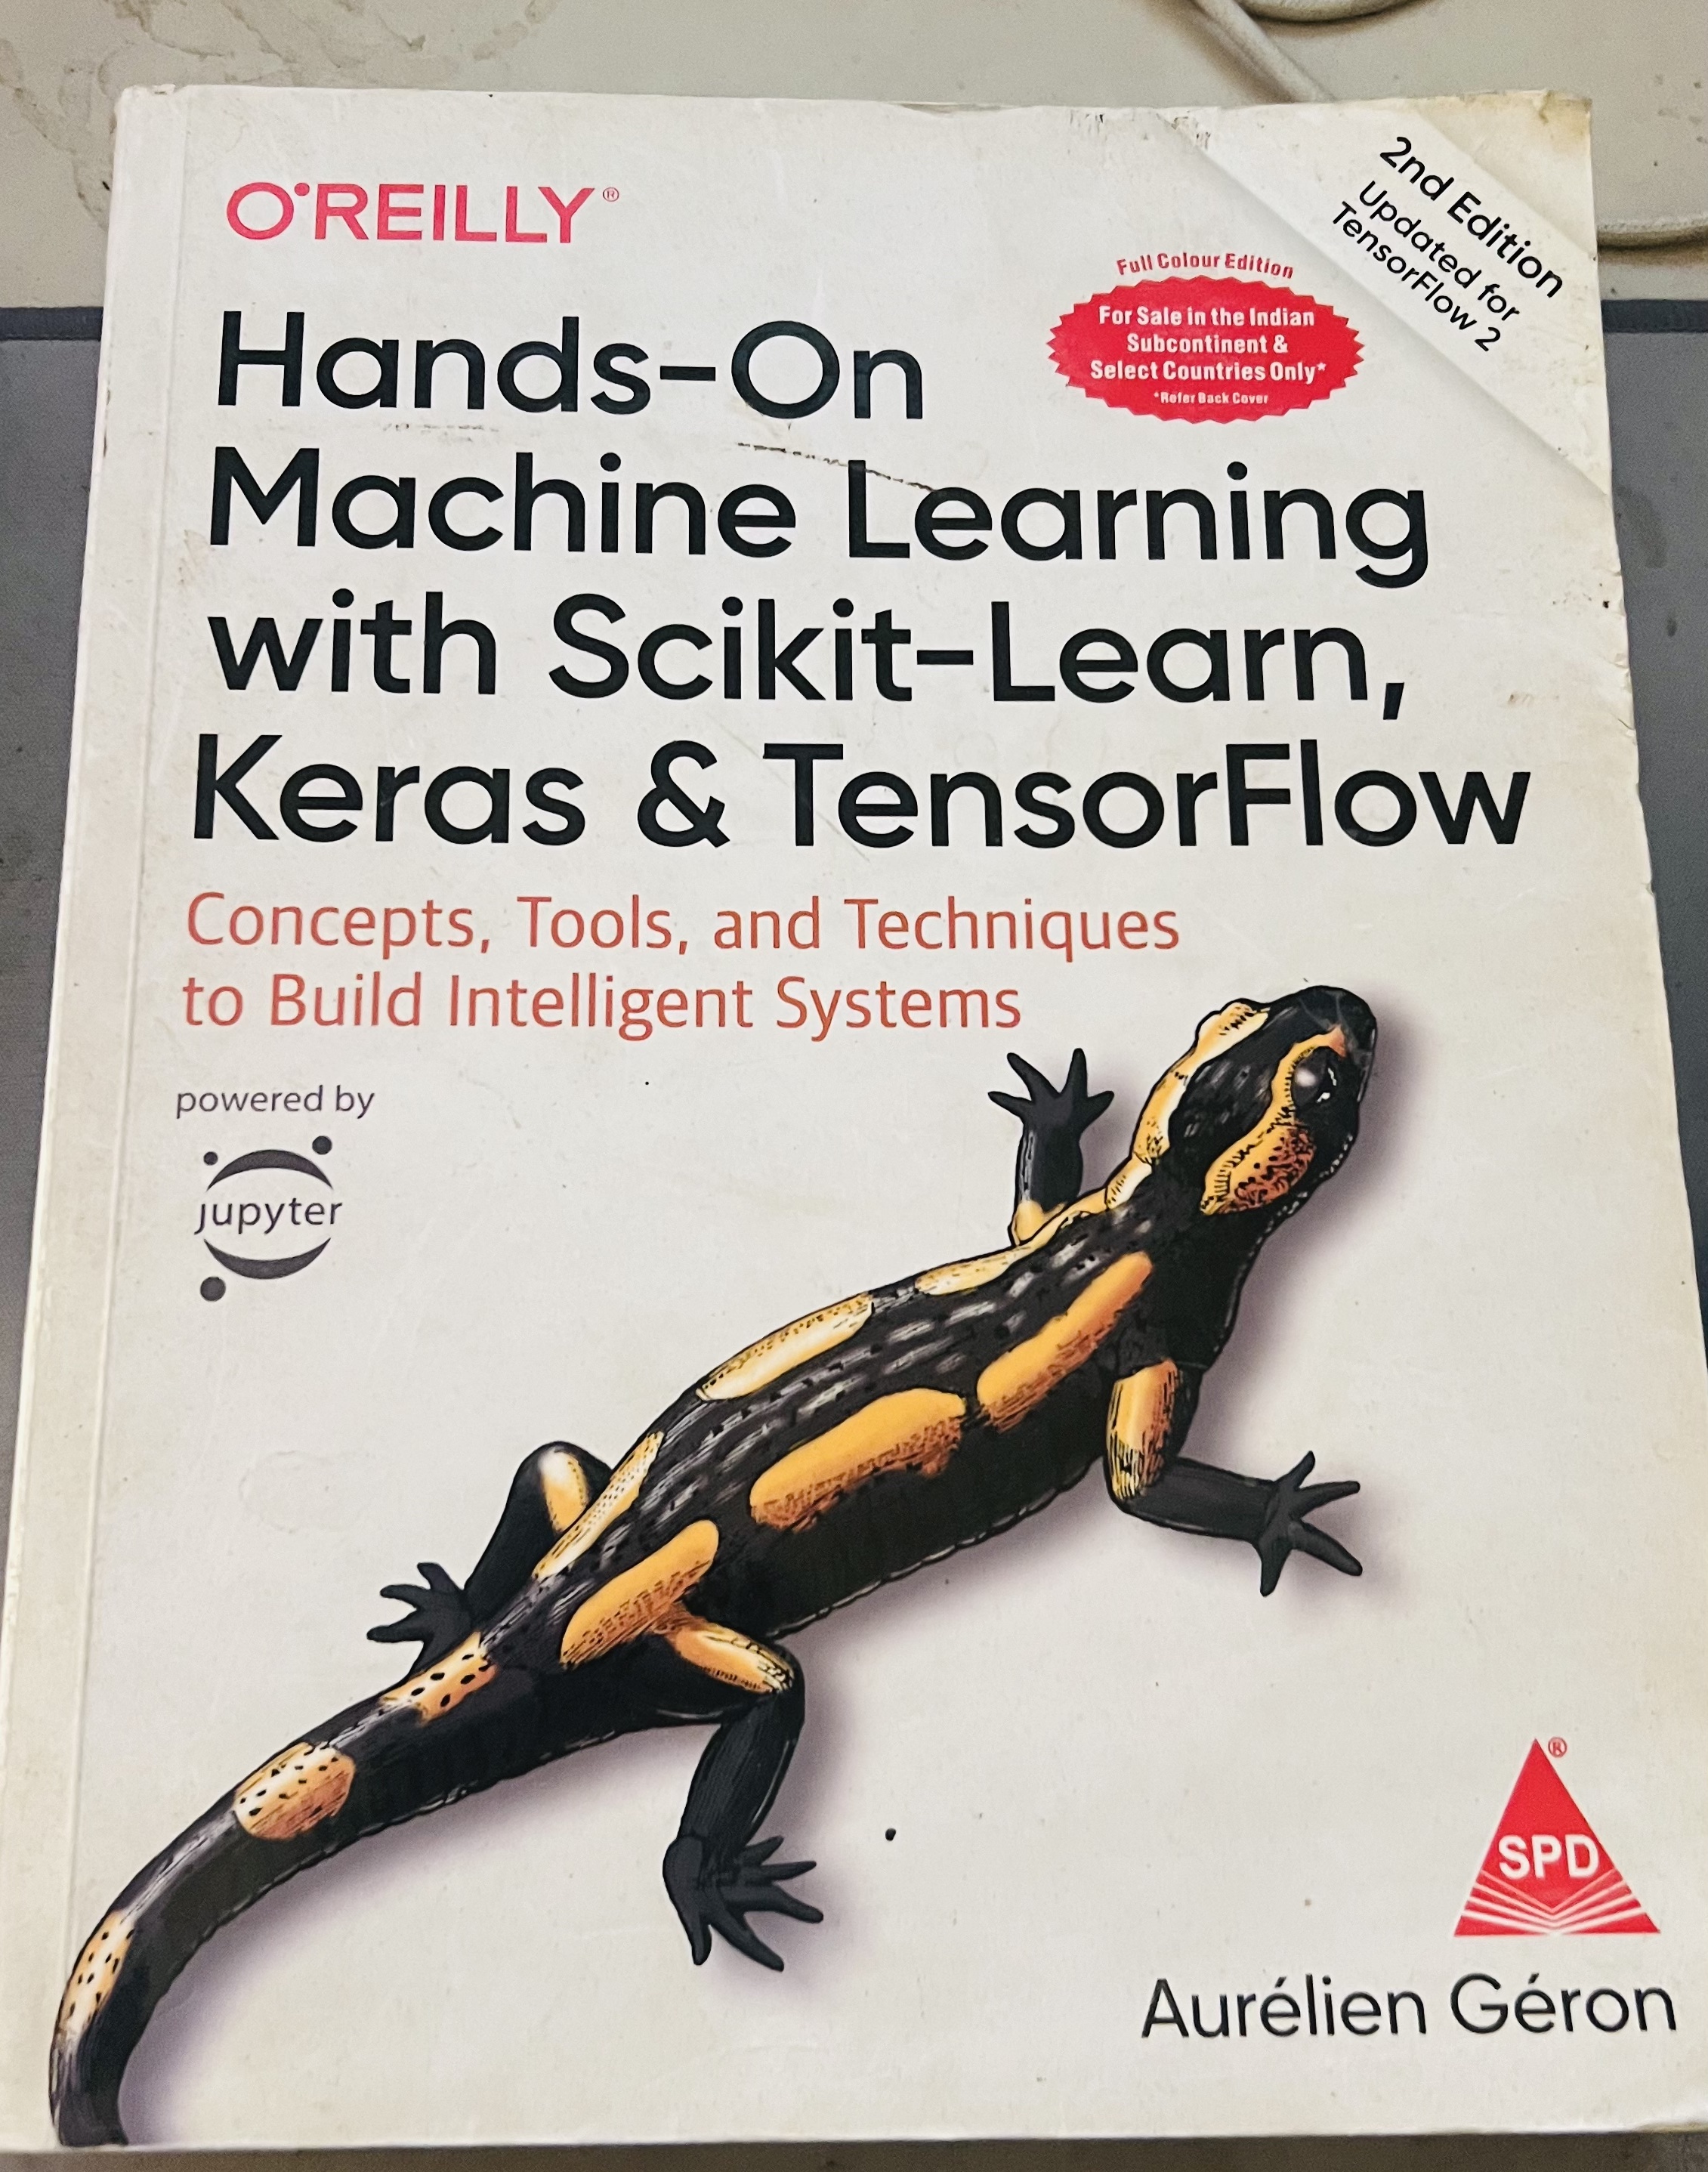 O'REILLY®
2nd Edition
Updated for
TensorFlow 2
Full Colour Edition
For Sale in the Indian
Subcontinent &
Select Countries Only*
*Refer Back Cover
Hands-On
Machine Learning
with Scikit-Learn,
Keras & TensorFlow
Concepts, Tools, and Techniques
to Build Intelligent Systems
powered by
jupyter
®
SPD
Aurélien Géron